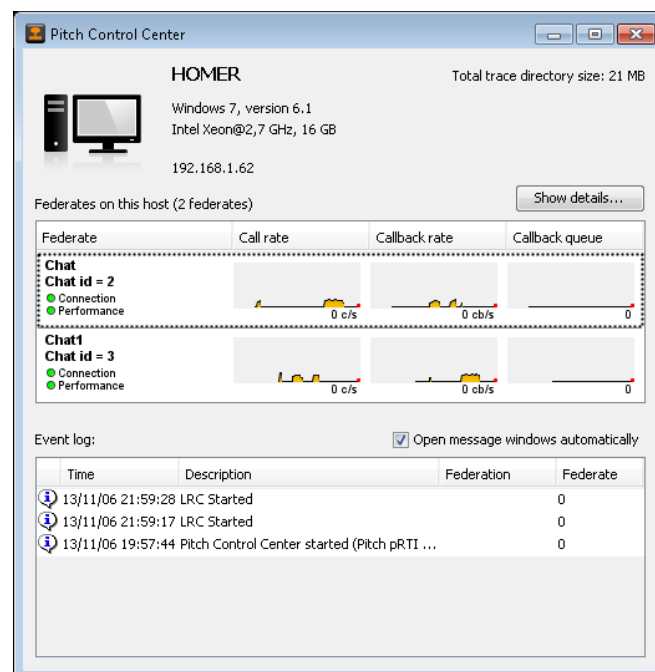 Pitch Control Center
HOMER
Total trace directory size: 21 MB
Windows 7, version 6.1
Intel Xeon@2,7 GHz, 16 GB
192.168.1.62
Show details...
Federates on this host (2 federates)
Federate Call rate Callback rate Callback queue
Chat
Chat id = 2
Connection
Performance
0 c/s 0 cb/s 0
Chat1
Chat id = 3
Connection
Performance
0 c/s 0 cb/s 0
Event log: Open message windows automatically
Time Description Federation Federate
13/11/06 21:59:28 LRC Started 0
13/11/06 21:59:17 LRC Started 0
13/11/06 19:57:44 Pitch Control Center started (Pitch pRTI ... 0